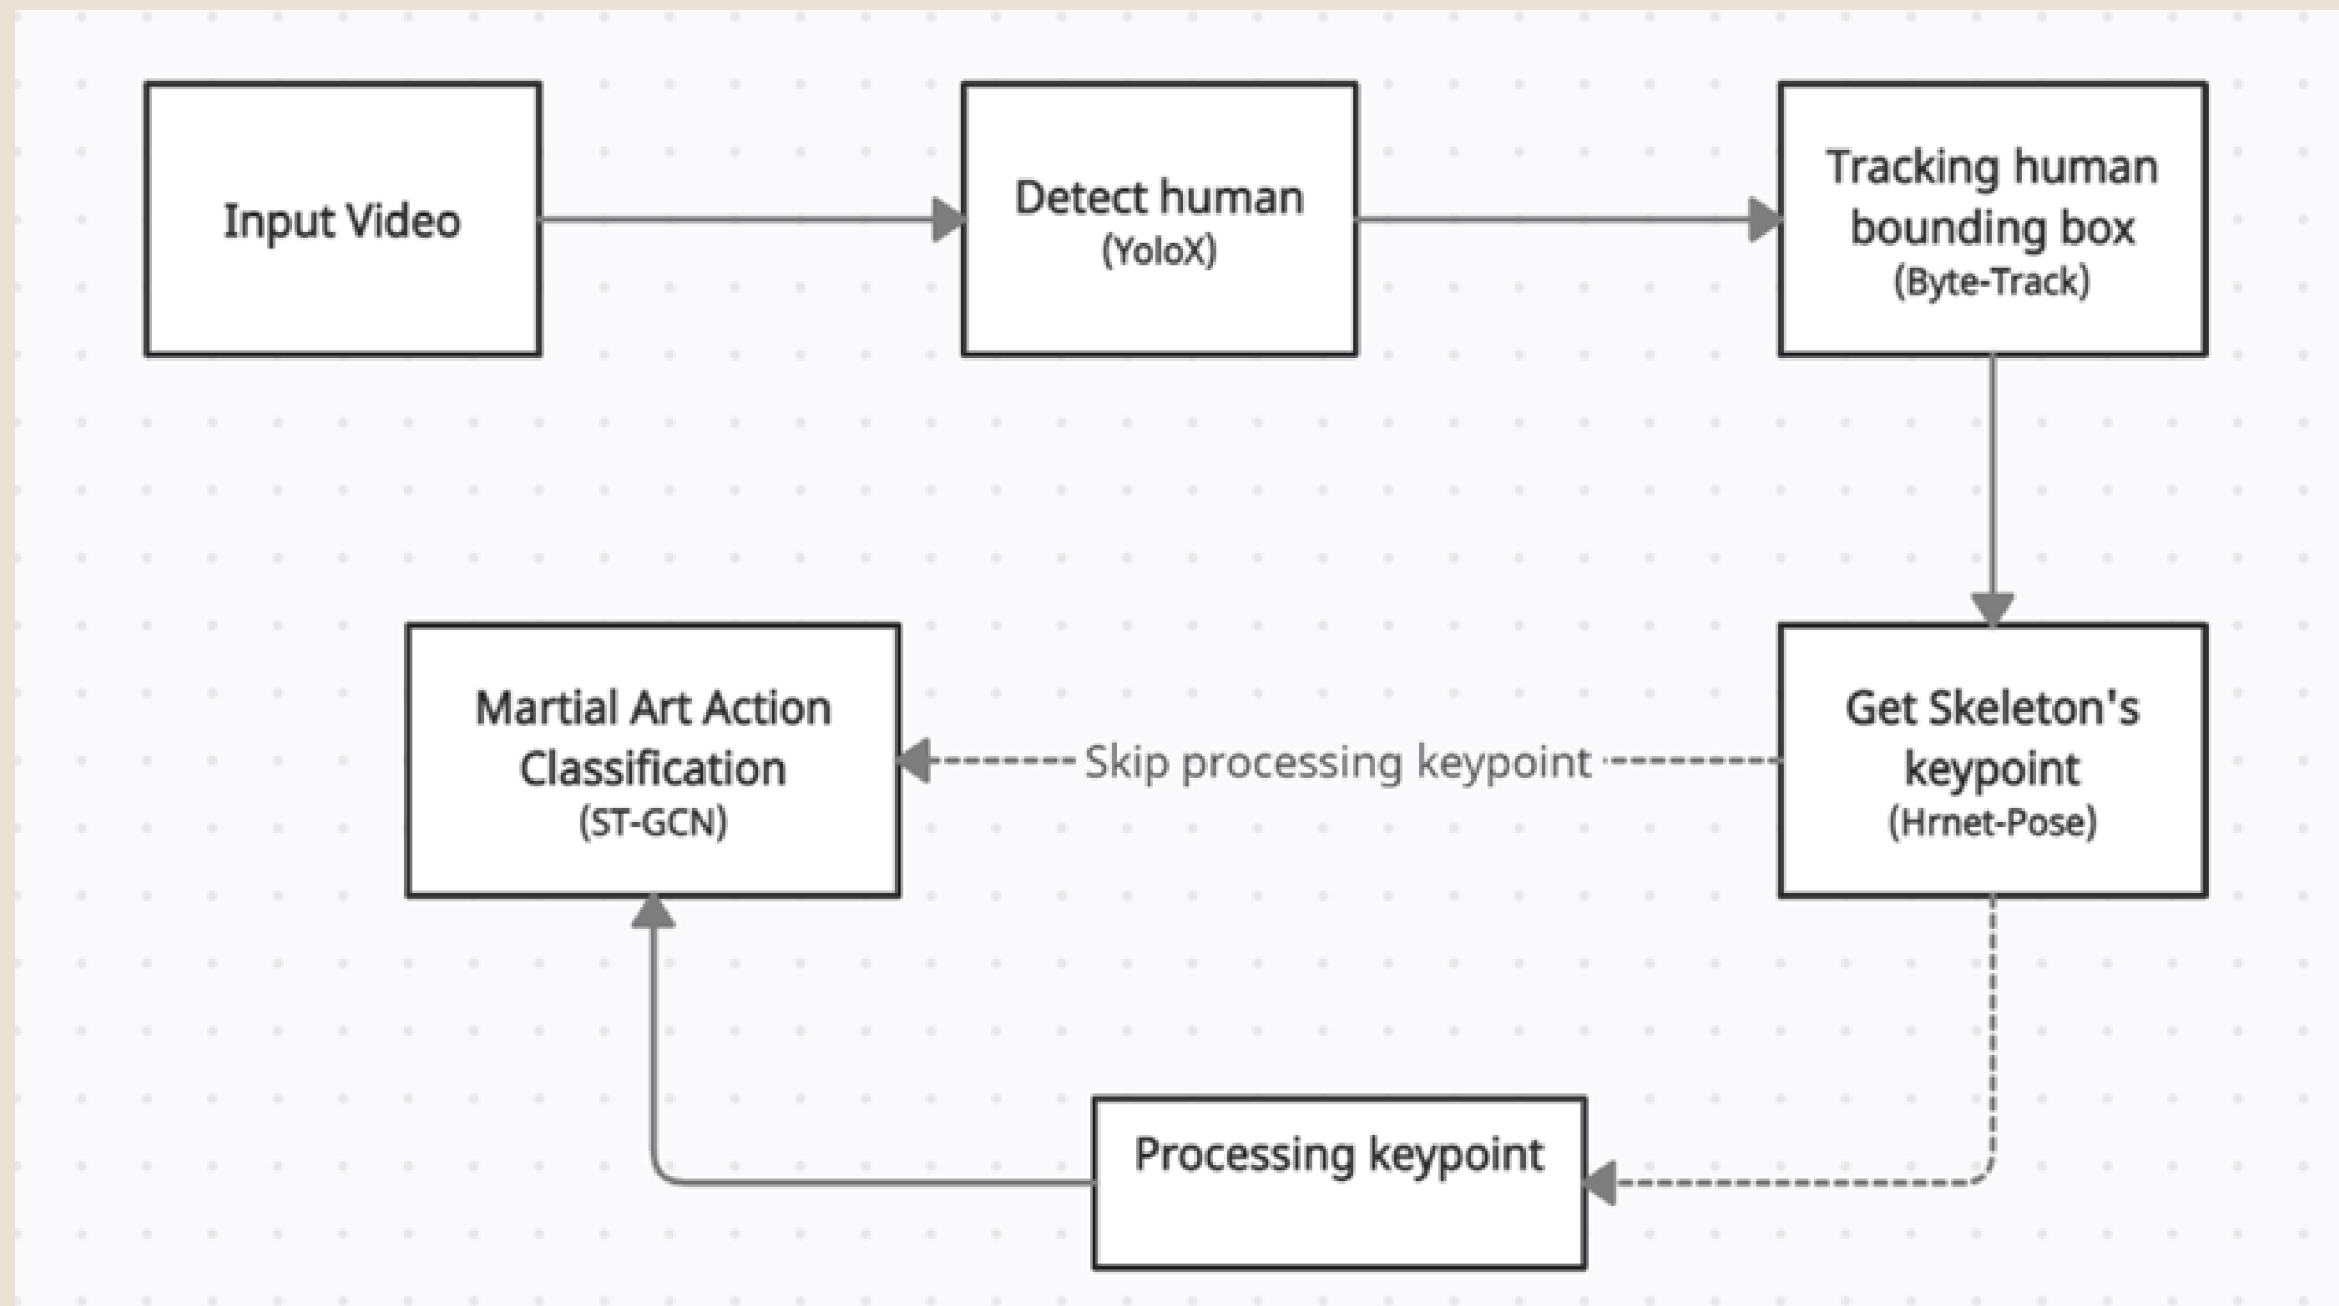 Input Video
Detect human
(YoloX)
Tracking human
bounding box
(Byte-Track)
Martial Art Action
Classification
(ST-GCN)
Skip processing keypoint
Get Skeleton's
keypoint
(Hrnet-Pose)
Processing keypoint